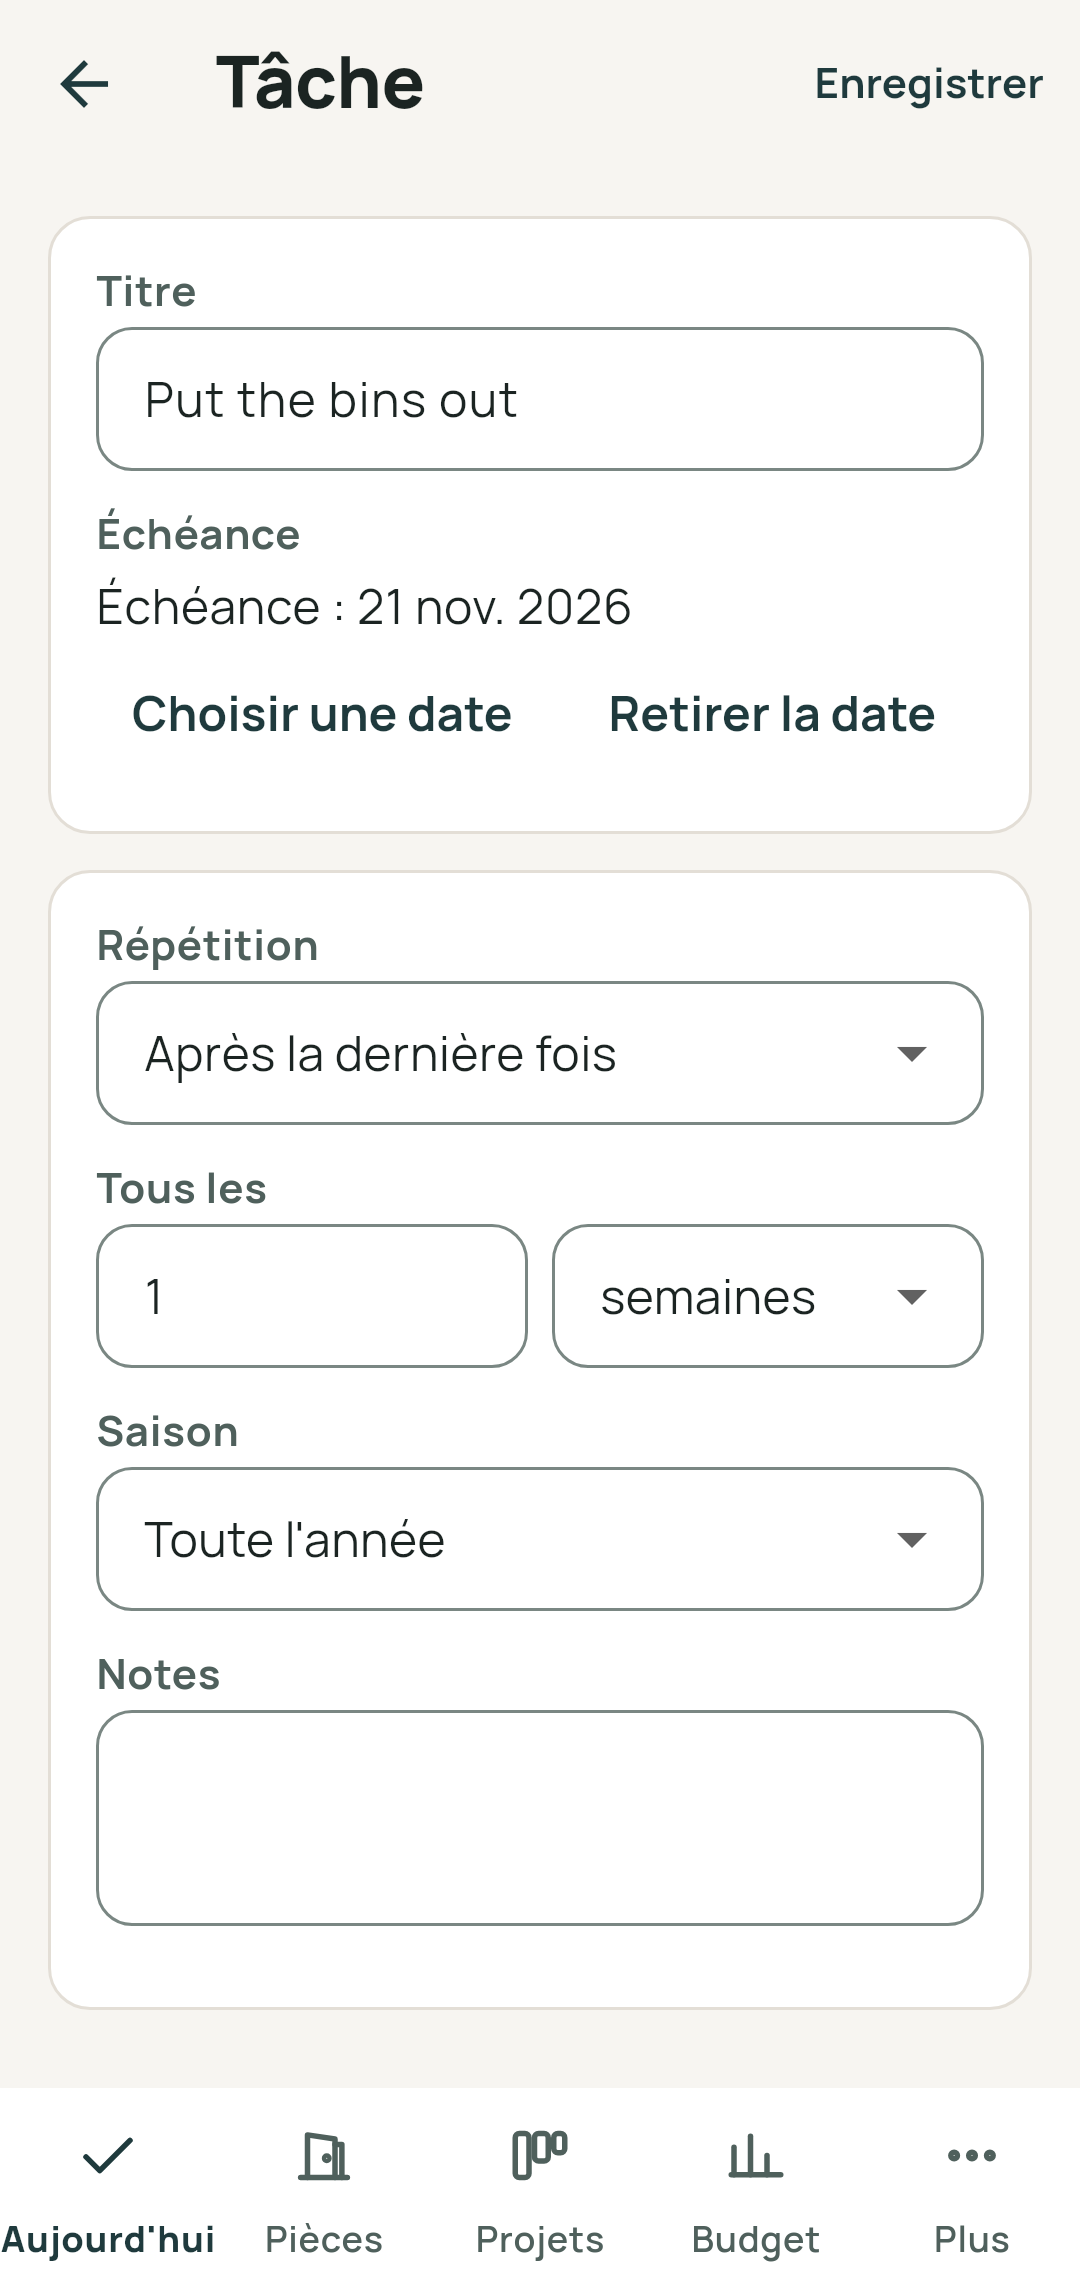 Tâche
Enregistrer
Titre
Put the bins out
Échéance
Échéance : 21 nov. 2026
Choisir une date
Retirer la date
Répétition
Après la dernière fois
Tous les
1
semaines
Saison
Toute l'année
Notes
Aujourd'hui
Pièces
Projets
Budget
Plus